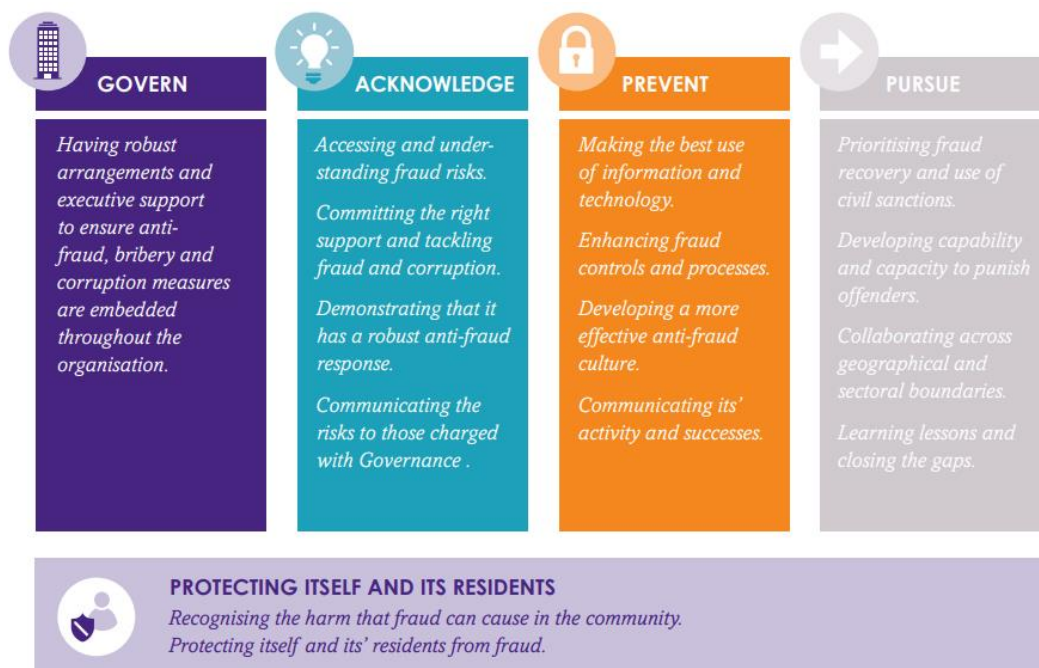 GOVERN
Having robust
arrangements and
executive support
to ensure anti-
fraud, bribery and
corruption measures
are embedded
throughout the
organisation.
ACKNOWLEDGE
Accessing and under-
standing fraud risks.
Committing the right
support and tackling
fraud and corruption.
Demonstrating that it
has a robust anti-fraud
response.
Communicating the
risks to those charged
with Governance .
PREVENT
Making the best use
of information and
technology.
Enhancing fraud
controls and processes.
Developing a more
effective anti-fraud
culture.
Communicating its’
activity and successes.
PURSUE
Prioritising fraud
recovery and use of
civil sanctions.
Developing capability
and capacity to punish
offenders.
Collaborating across
geographical and
sectoral boundaries.
Learning lessons and
closing the gaps.
PROTECTING ITSELF AND ITS RESIDENTS
Recognising the harm that fraud can cause in the community.
Protecting itself and its’ residents from fraud.